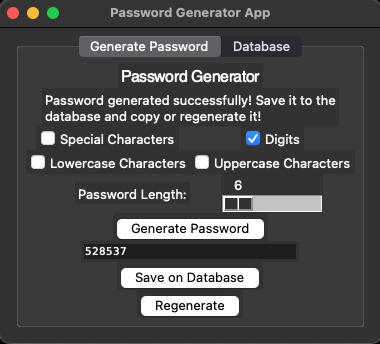 Password Generator App
Generate Password Database
Password Generator
Password generated successfully! Save it to the
database and copy or regenerate it!
Special Characters Digits
Lowercase Characters Uppercase Characters
6
Password Length:
Generate Password
528537
Save on Database
Regenerate